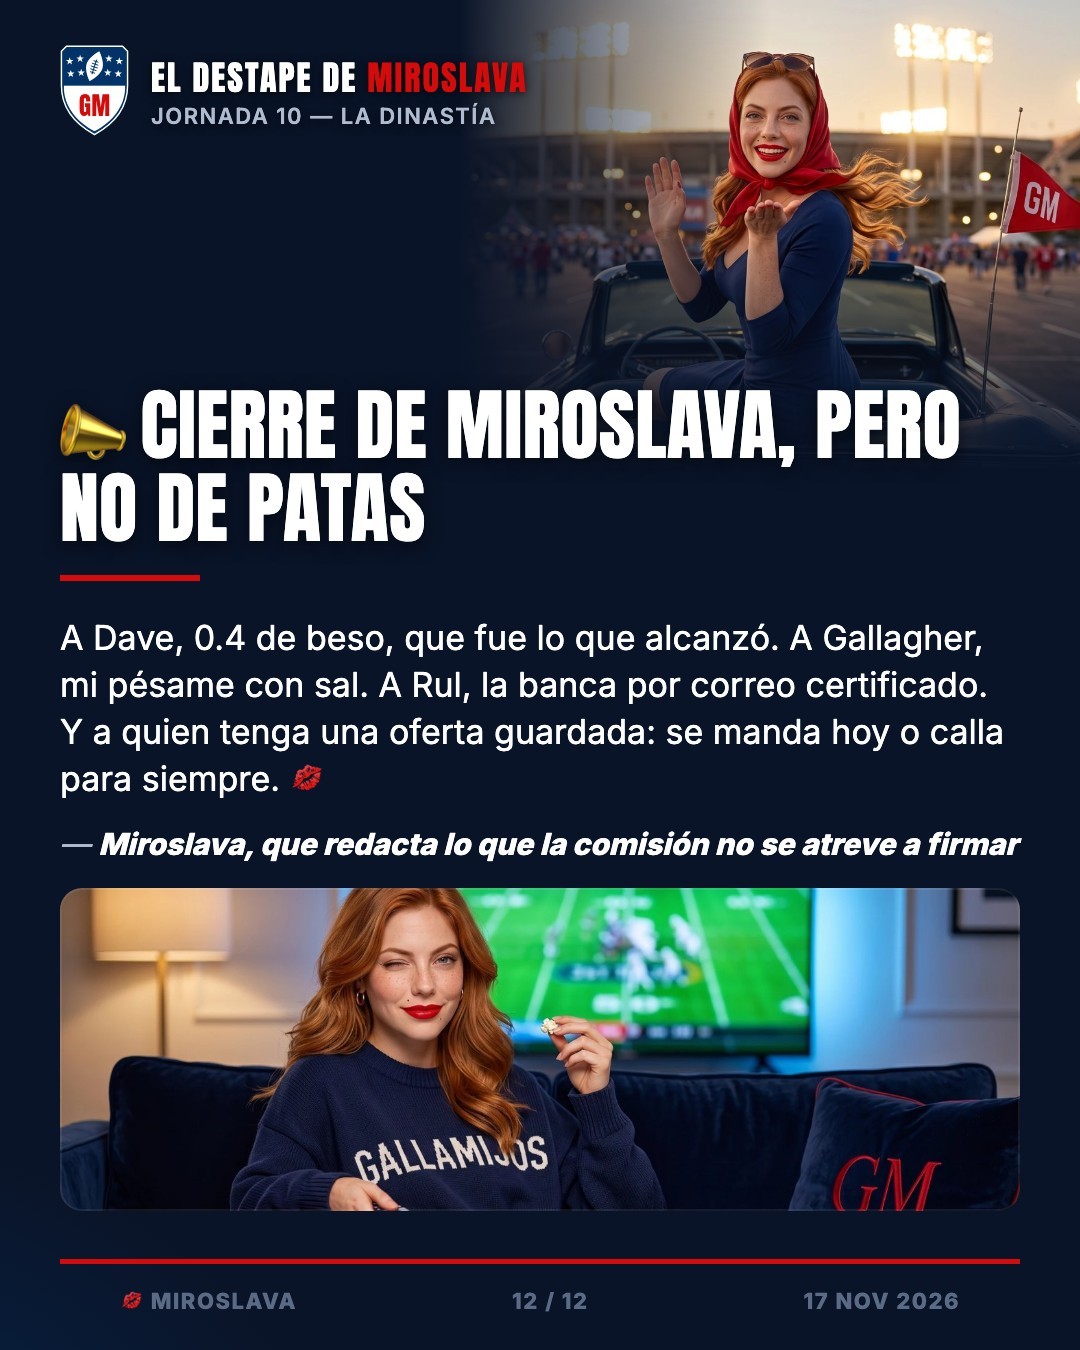 GM
EL DESTAPE DE MIROSLAVA
JORNADA 10 — LA DINASTÍA
GM
CIERRE DE MIROSLAVA, PERO
NO DE PATAS
A Dave, 0.4 de beso, que fue lo que alcanzó. A Gallagher,
mi pésame con sal. A Rul, la banca por correo certificado.
Y a quien tenga una oferta guardada: se manda hoy o calla
para siempre. 💋
— Miroslava, que redacta lo que la comisión no se atreve a firmar
GALLAMIJOS
GM
💋 MIROSLAVA
12 / 12
17 NOV 2026